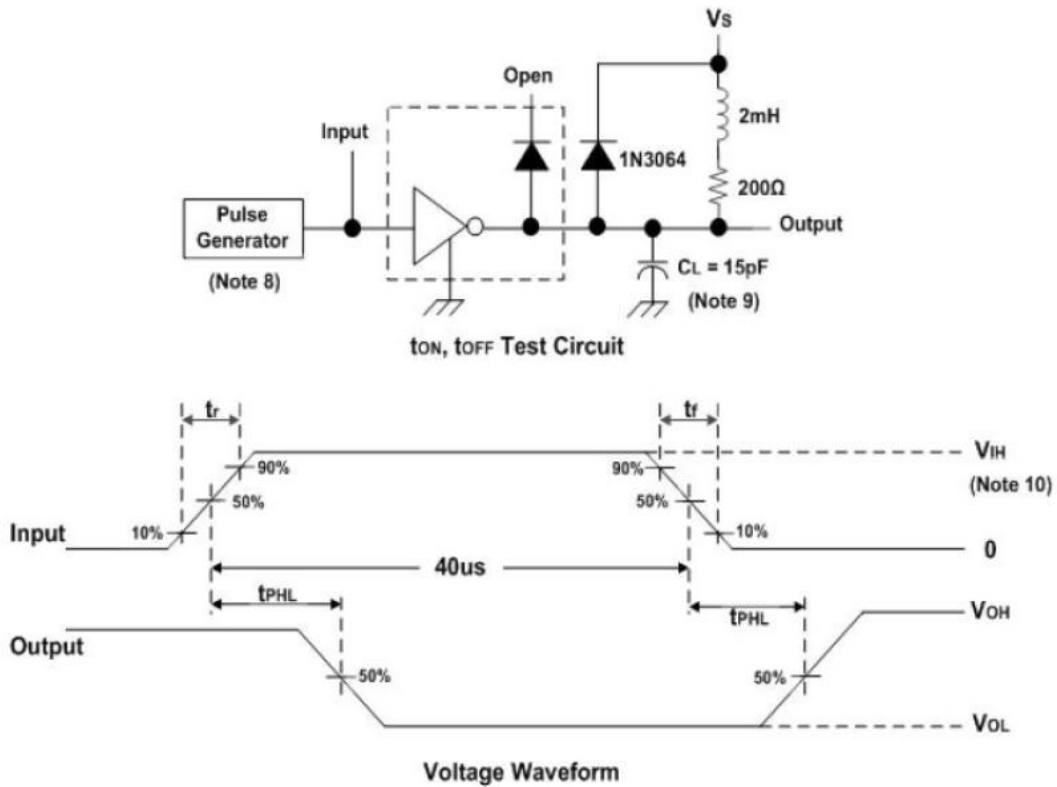 Vs
Open
2mH
Input
1N3064
200Ω
Pulse
Generator
Output
(Note 8)
CL = 15pF
(Note 9)
tON, tOFF Test Circuit
tr
tf
90%
90%
VIH
(Note 10)
50%
50%
Input
10%
10%
0
40us
tPHL
tPHL
VOH
Output
50%
50%
VOL
Voltage Waveform